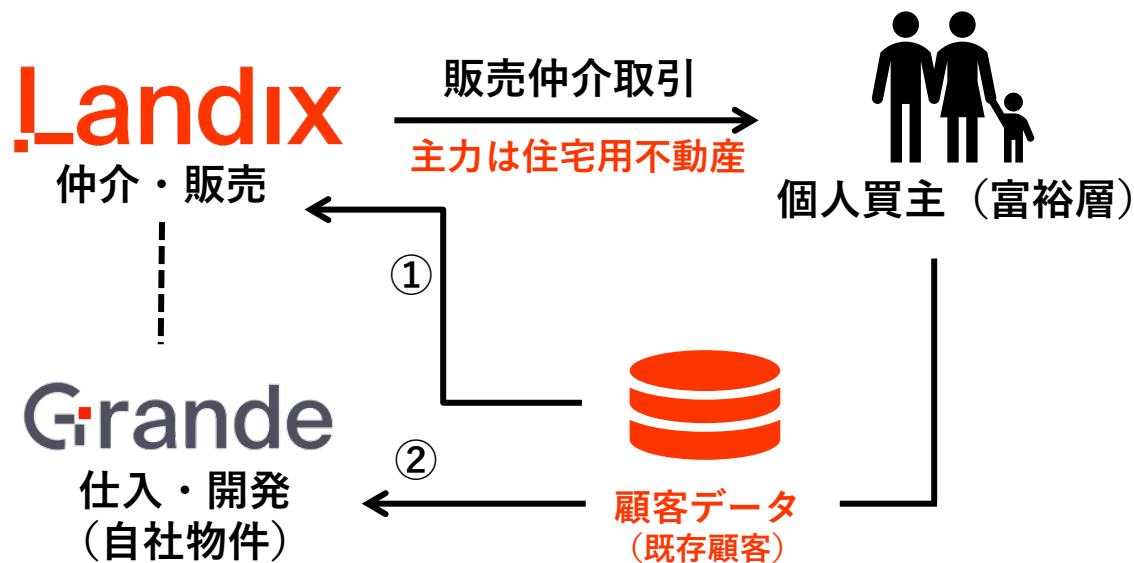 Landix
仲介・販売
販売仲介取引
主力は住宅用不動産
個人買主（富裕層）
①
Grande
仕入・開発
（自社物件）
②
顧客データ
（既存顧客）